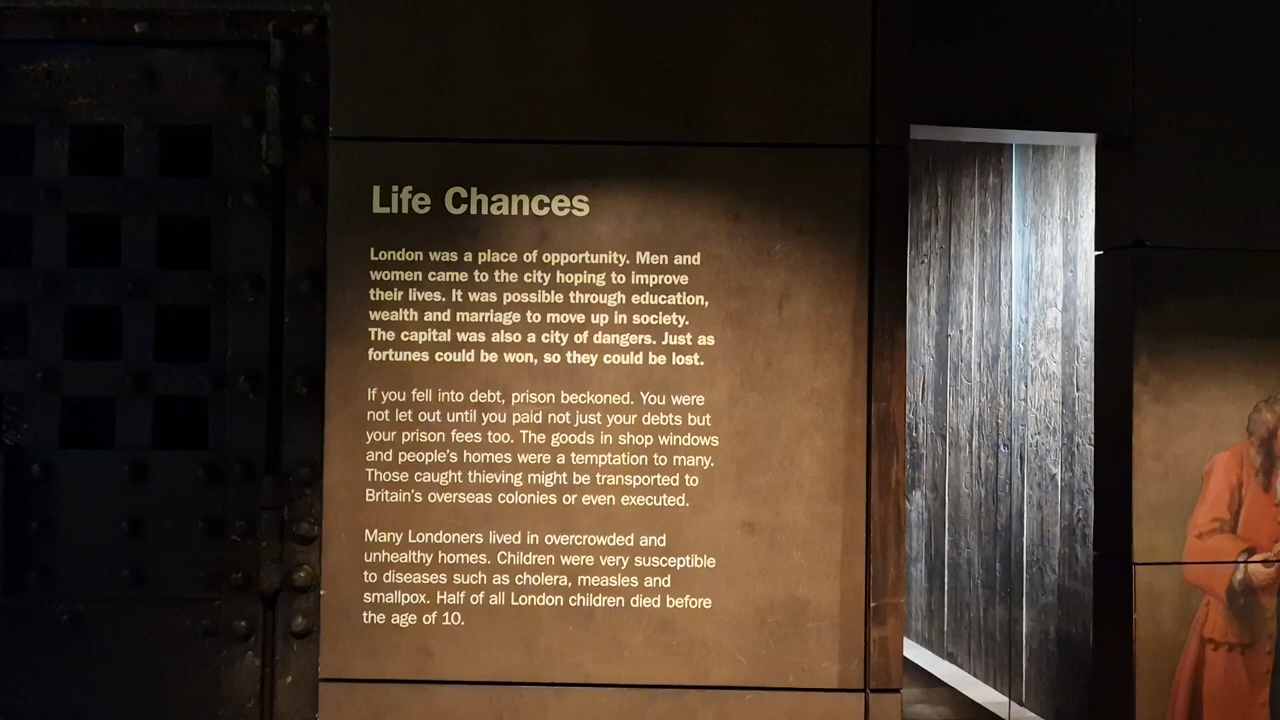 Life Chances
London was a place of opportunity. Men and
women came to the city hoping to improve
their lives. It was possible through education,
wealth and marriage to move up in society.
The capital was also a city of dangers. Just as
fortunes could be won, so they could be lost.
If you fell into debt, prison beckoned. You were
not let out until you paid not just your debts but
your prison fees too. The goods in shop windows
and people's homes were a temptation to many.
Those caught thieving might be transported to
Britain's overseas colonies or even executed.
Many Londoners lived in overcrowded and
unhealthy homes. Children were very susceptible
to diseases such as cholera, measles and
smallpox. Half of all London children died before
the age of 10.